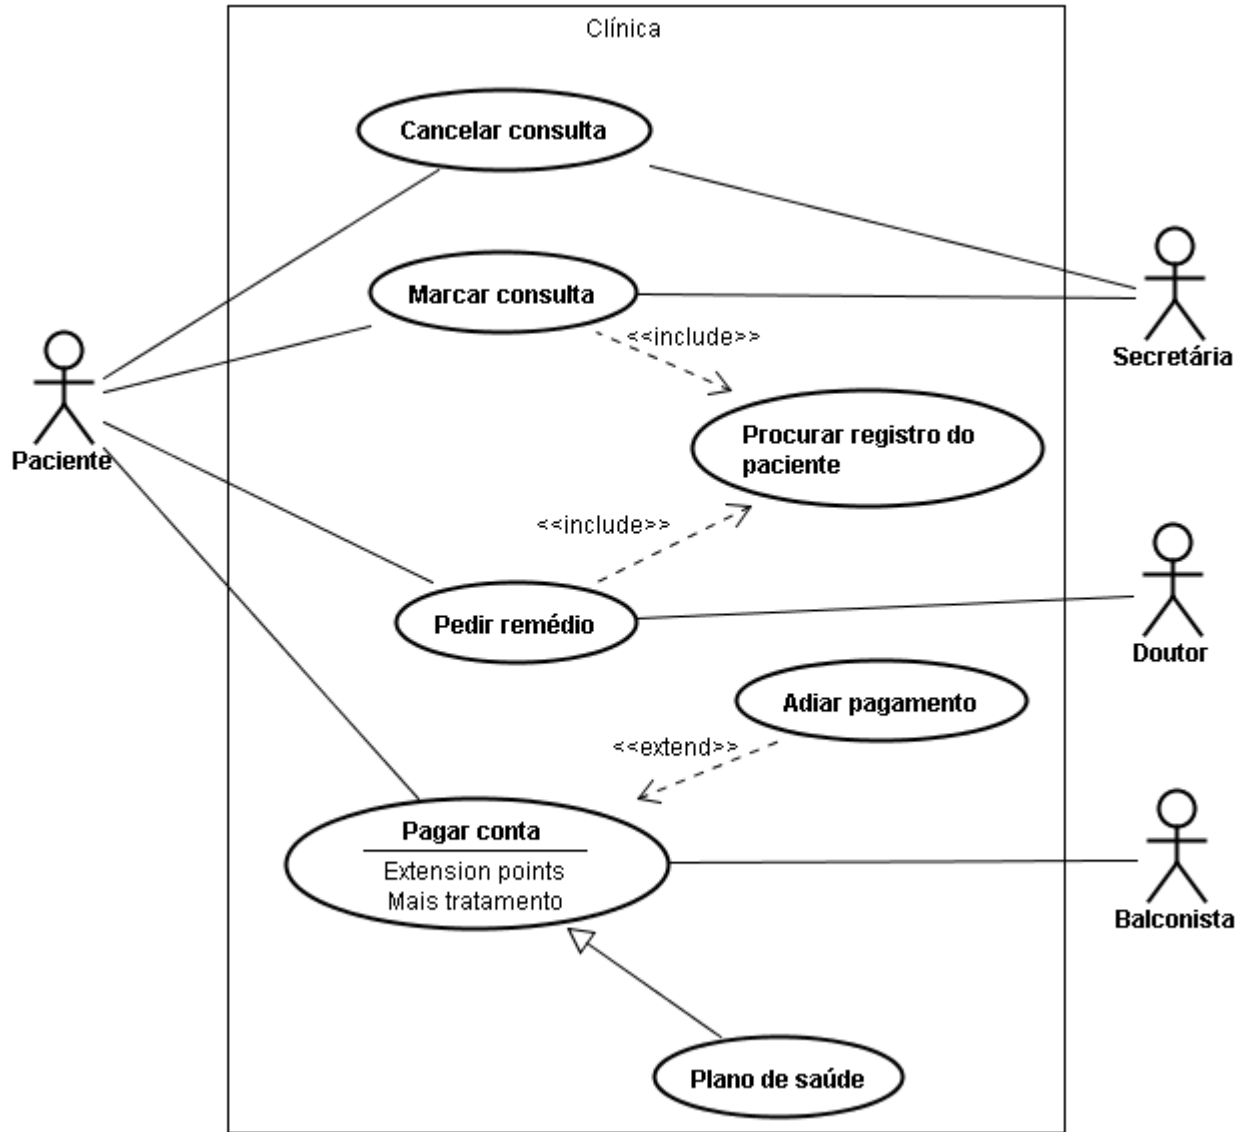 Clínica
Cancelar consulta
Marcar consulta
<<include>>
Secretária
Procurar registro do
paciente
Paciente
<<include>>
Pedir remédio
Doutor
Adiar pagamento
<<extend>>
Pagar conta
Extension points
Mais tratamento
Balconista
Plano de saúde